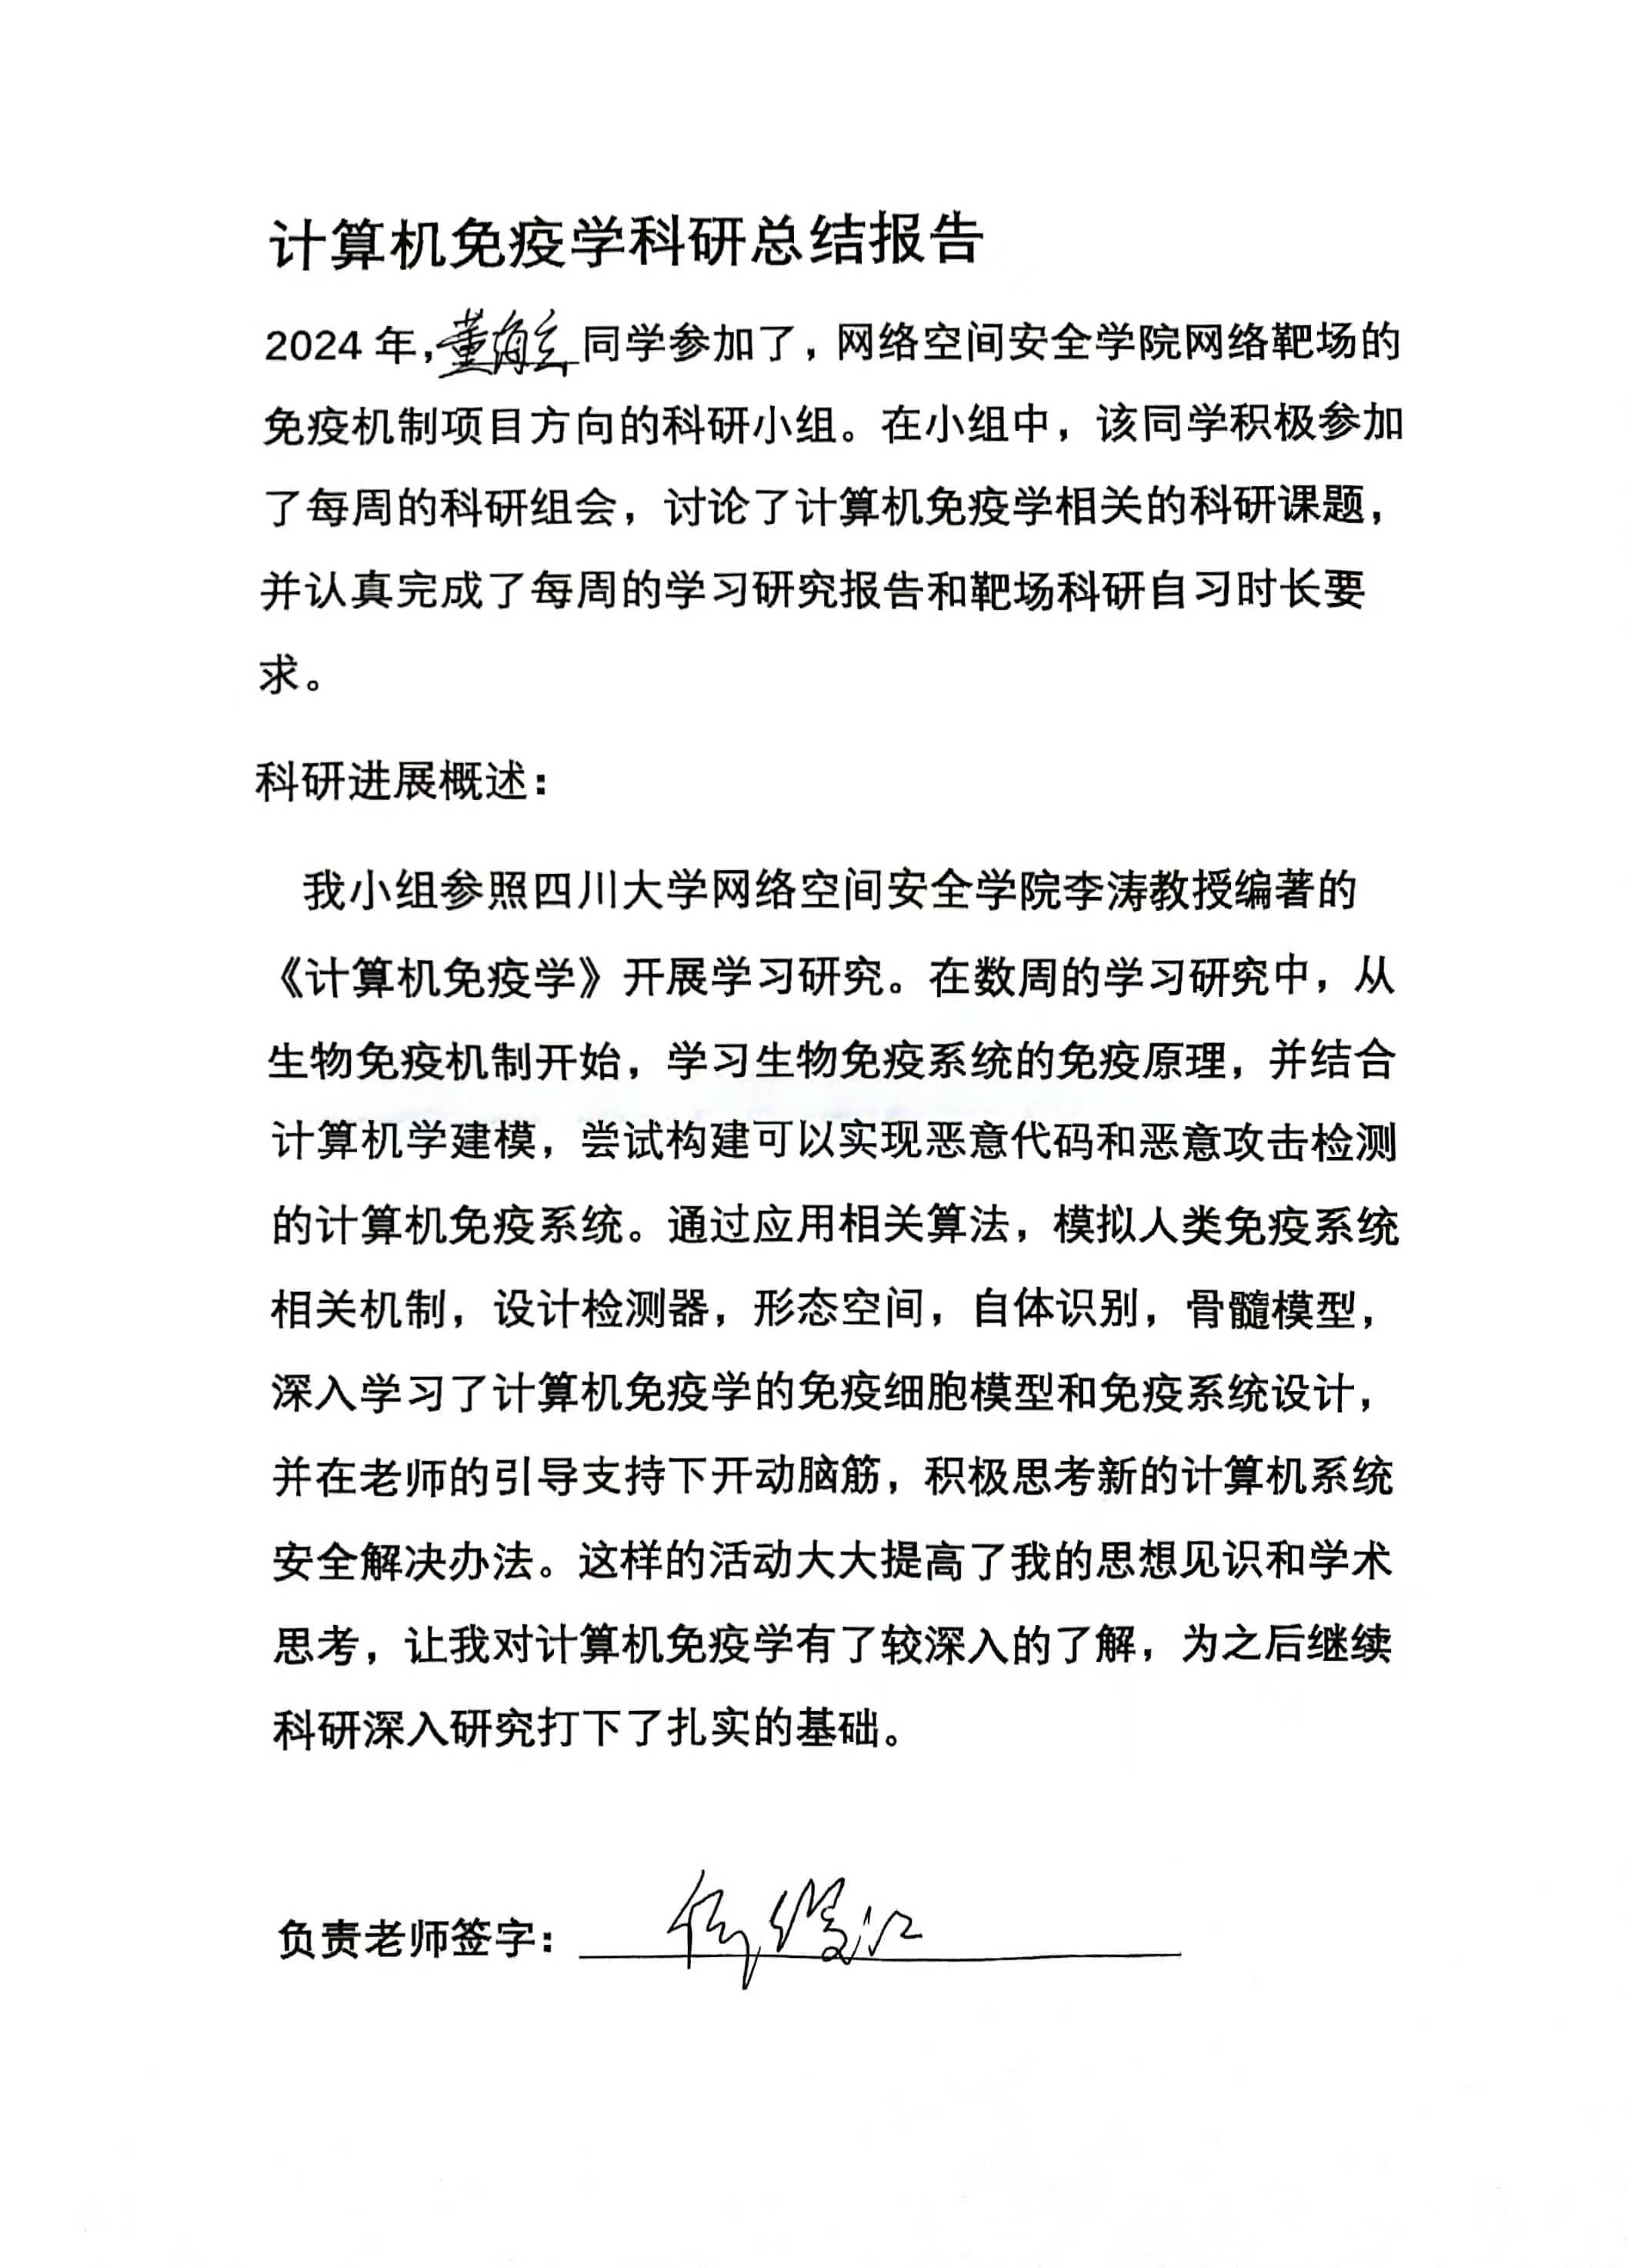 计算机免疫学科研总结报告
2024 年，董海立同学参加了，网络空间安全学院网络靶场的
免疫机制项目方向的科研小组。在小组中，该同学积极参加
了每周的科研组会，讨论了计算机免疫学相关的科研课题，
并认真完成了每周的学习研究报告和靶场科研自习时长要
求。
科研进展概述：
我小组参照四川大学网络空间安全学院李涛教授编著的
《计算机免疫学》开展学习研究。在数周的学习研究中，从
生物免疫机制开始，学习生物免疫系统的免疫原理，并结合
计算机学建模，尝试构建可以实现恶意代码和恶意攻击检测
的计算机免疫系统。通过应用相关算法，模拟人类免疫系统
相关机制，设计检测器，形态空间，自体识别，骨髓模型，
深入学习了计算机免疫学的免疫细胞模型和免疫系统设计，
并在老师的引导支持下开动脑筋，积极思考新的计算机系统
安全解决办法。这样的活动大大提高了我的思想见识和学术
思考，让我对计算机免疫学有了较深入的了解，为之后继续
科研深入研究打下了扎实的基础。
负责老师签字：